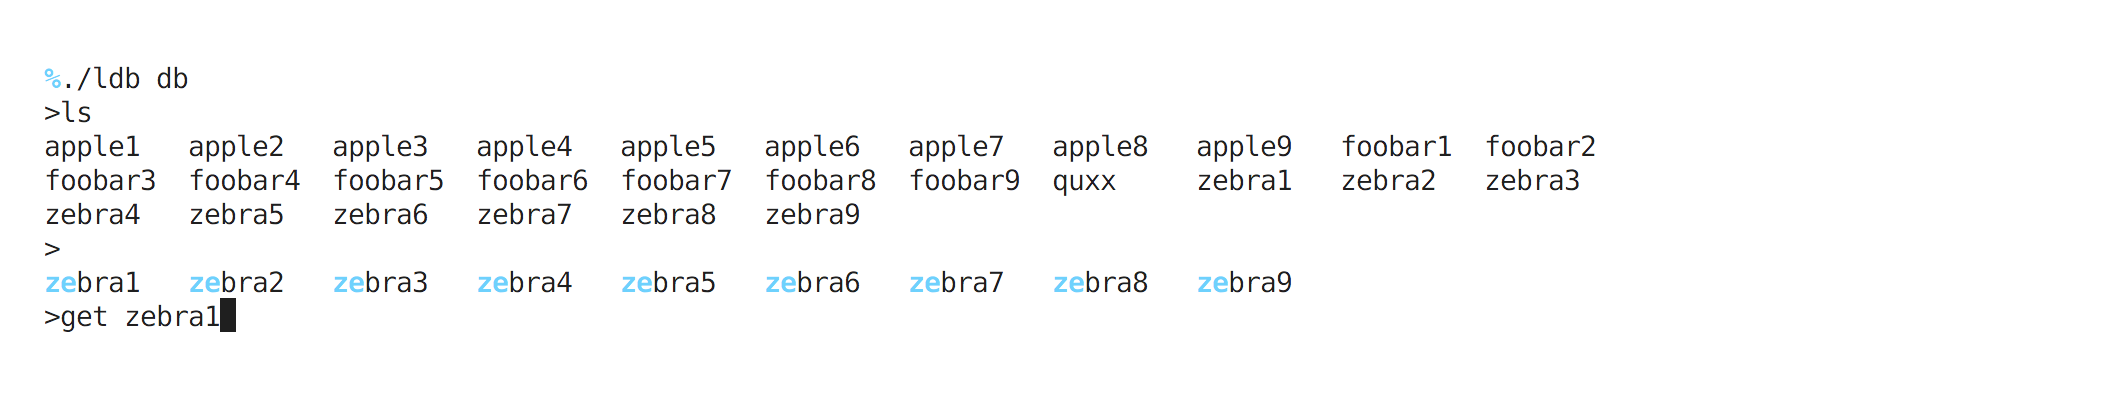 %./ldb db
>ls
apple1 apple2 apple3 apple4 apple5 apple6 apple7 apple8 apple9 foobar1 foobar2
foobar3 foobar4 foobar5 foobar6 foobar7 foobar8 foobar9 quxx zebra1 zebra2 zebra3
zebra4 zebra5 zebra6 zebra7 zebra8 zebra9
>
zebra1 zebra2 zebra3 zebra4 zebra5 zebra6 zebra7 zebra8 zebra9
>get zebra1